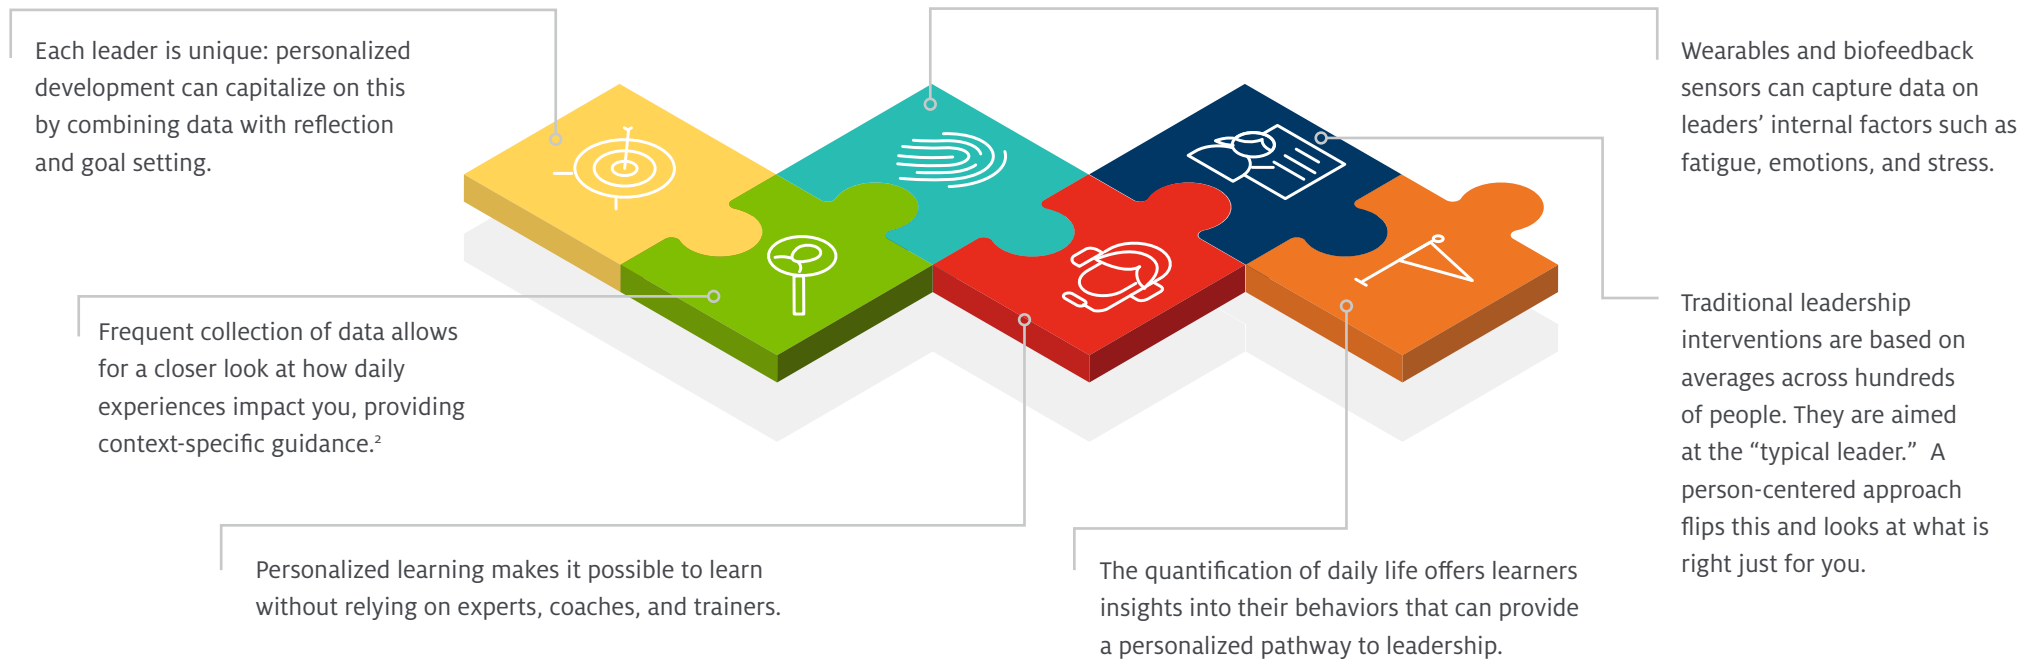 Each leader is unique: personalized
development can capitalize on this
by combining data with reflection
and goal setting.
Wearables and biofeedback
sensors can capture data on
leaders’ internal factors such as
fatigue, emotions, and stress.
Frequent collection of data allows
for a closer look at how daily
experiences impact you, providing
context-specific guidance.²
Traditional leadership
interventions are based on
averages across hundreds
of people. They are aimed
at the “typical leader.”  A
person-centered approach
flips this and looks at what is
right just for you.
Personalized learning makes it possible to learn
without relying on experts, coaches, and trainers.
The quantification of daily life offers learners
insights into their behaviors that can provide
a personalized pathway to leadership.